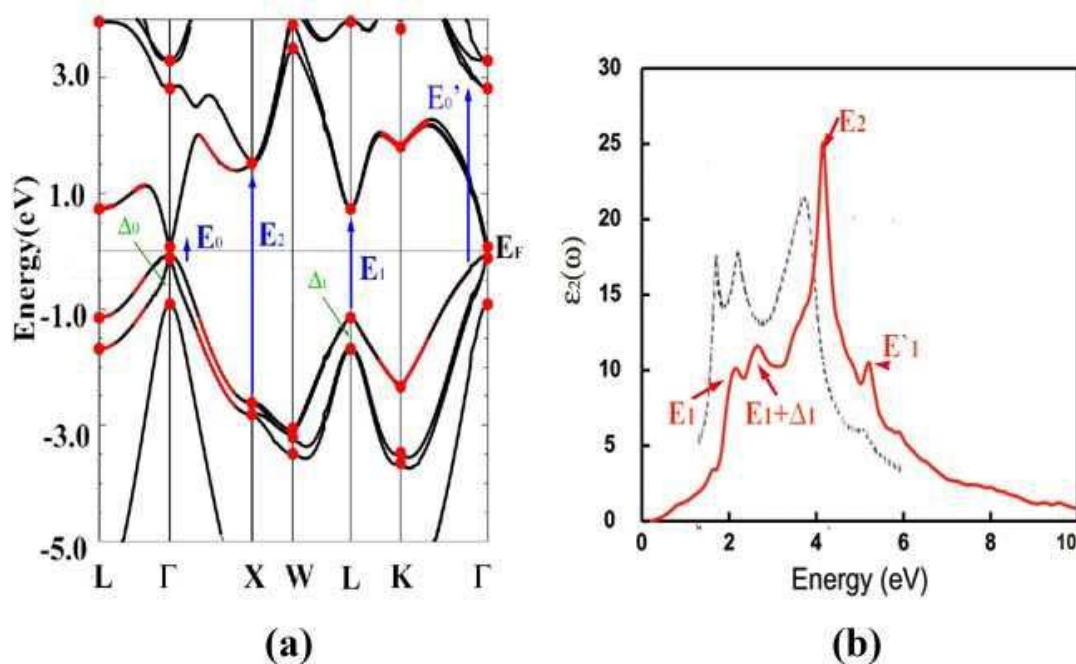 Energy(eV)
3.0
1.0
-1.0
-3.0
-5.0
L Γ X W L K Γ
Δ₀
E₀
E₂
Δ₁
E₁
E₀’
E_F
(a)
ε₂(ω)
30
25
20
15
10
5
0
0 2 4 6 8 10
Energy (eV)
E₂
E`₁
E₁
E₁+Δ₁
(b)